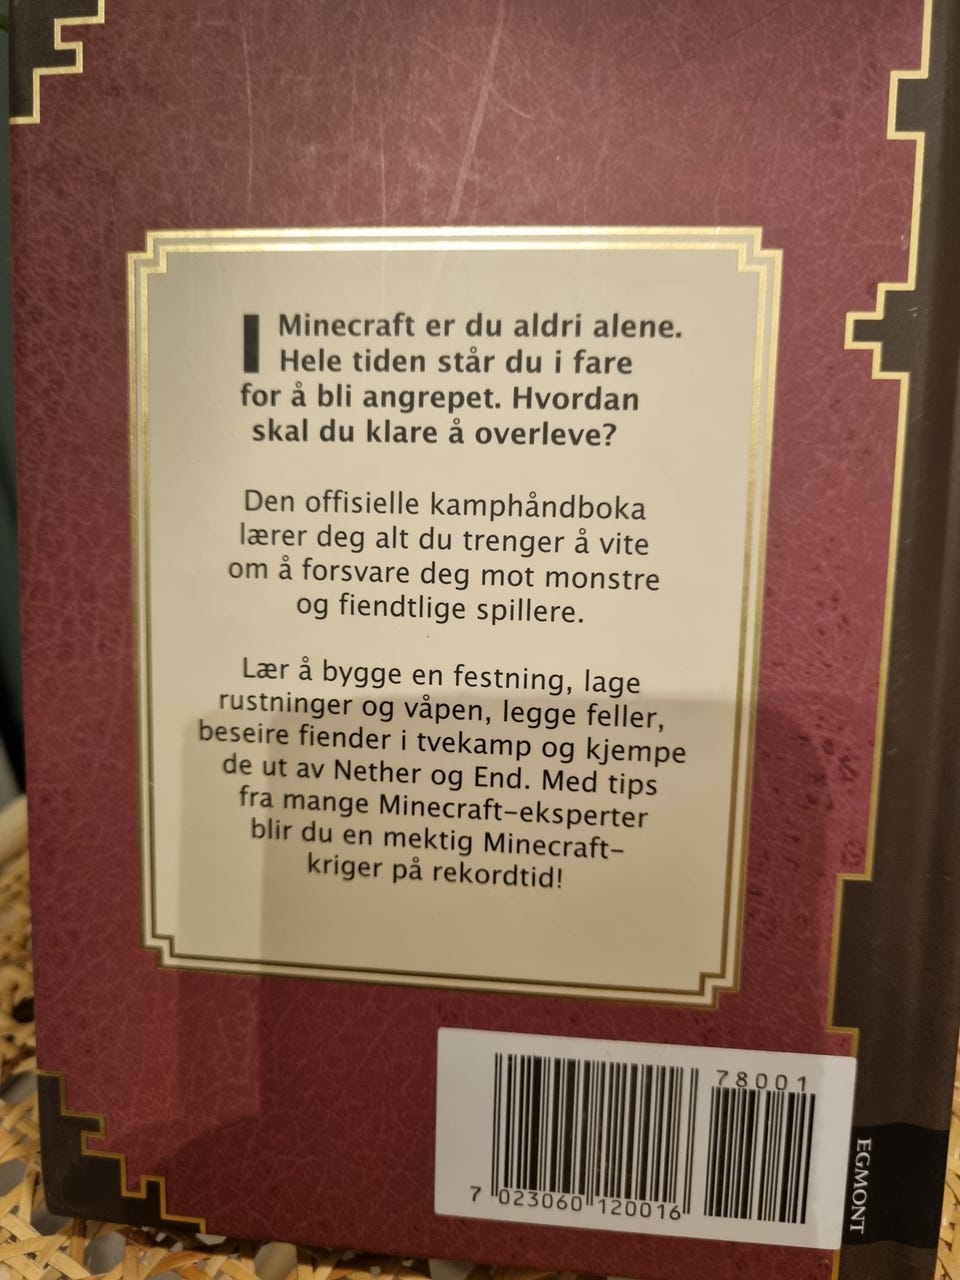 I Minecraft er du aldri alene.
Hele tiden står du i fare
for å bli angrepet. Hvordan
skal du klare å overleve?
Den offisielle kamphåndboka
lærer deg alt du trenger å vite
om å forsvare deg mot monstre
og fiendtlige spillere.
Lær å bygge en festning, lage
rustninger og våpen, legge feller,
beseire fiender i tvekamp og kjempe
de ut av Nether og End. Med tips
fra mange Minecraft-eksperter
blir du en mektig Minecraft-
kriger på rekordtid!
78001
7 023060 120016
EGMONT